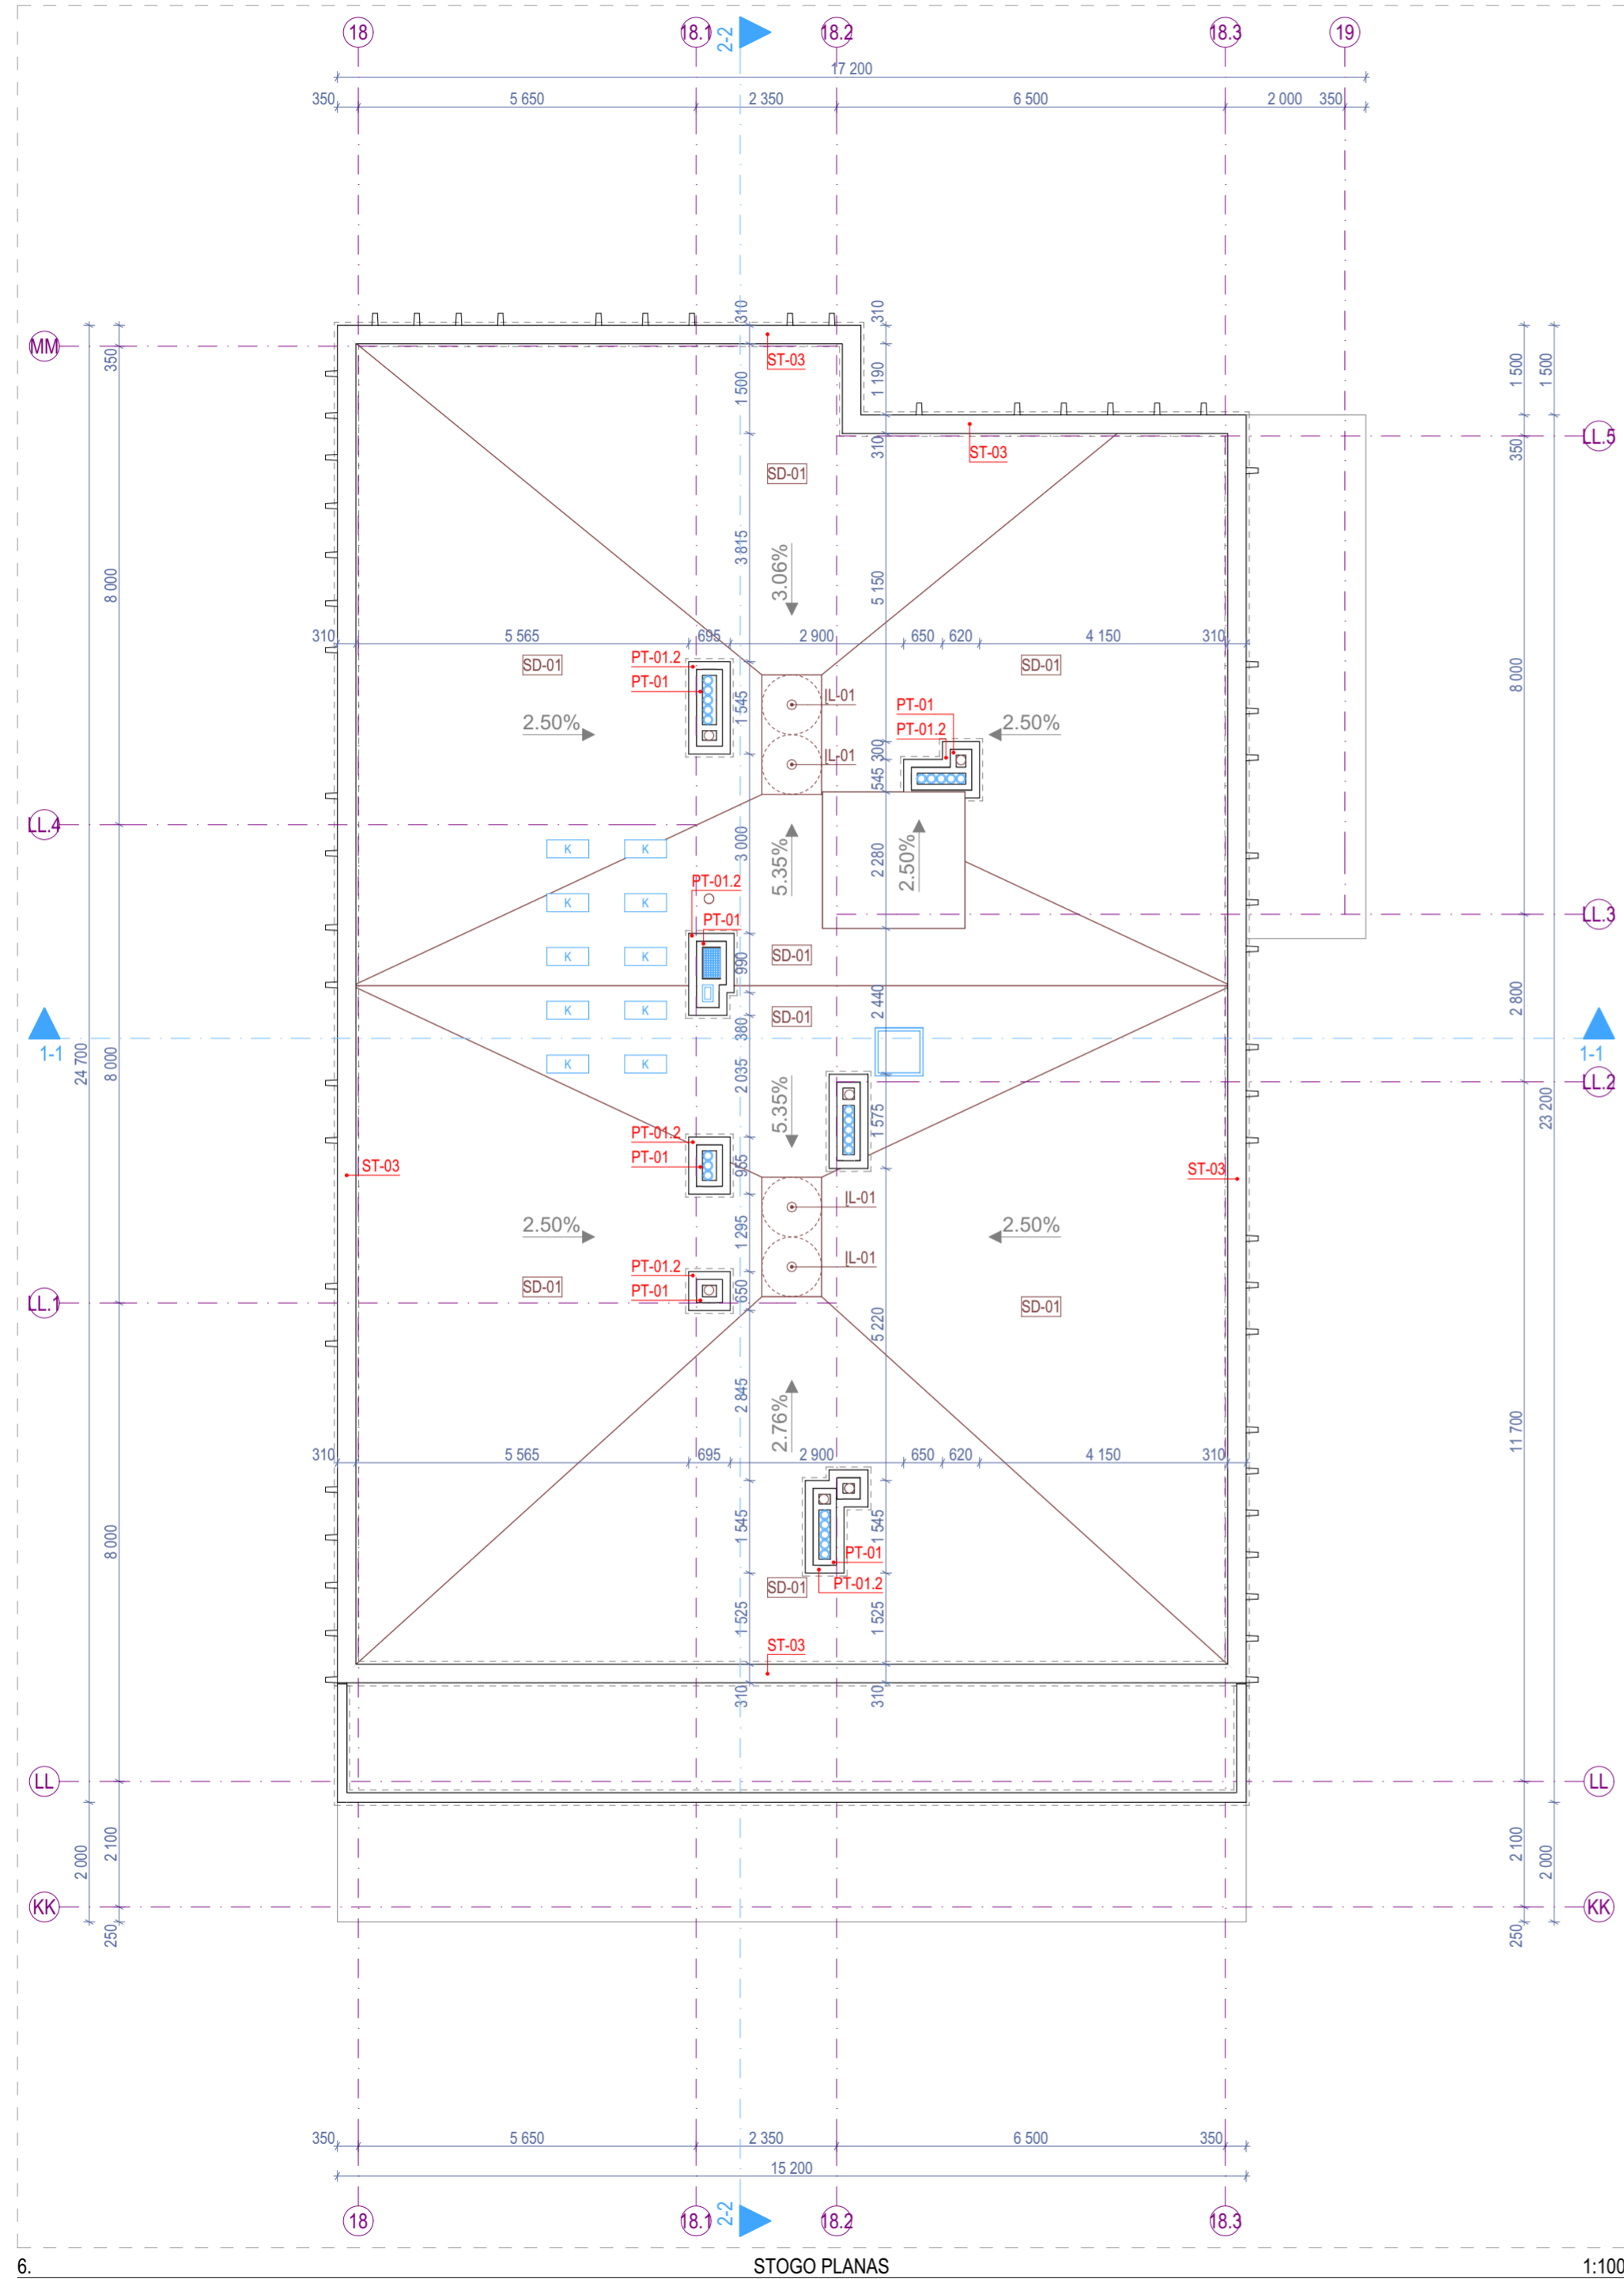 18 18.1 2-2 18.2 18.3 19
17 200
350 5 650 2 350 6 500 2 000 350
310 310
MM 350 ST-03 1 500 1 190 1 500 1 500
ST-03 310 350 LL.5
SD-01
8 000 3 815 3.06% 5 150
310 5 565 695 2 900 650 620 4 150 310
PT-01.2 SD-01 SD-01 8 000
PT-01 1 545 IL-01 PT-01
2.50% PT-01.2 2.50%
IL-01 300
545
LL.4
K K 3 000 5.35% 2.50% 2 280
PT-01.2
K K
PT-01 LL.3
K K 990 SD-01
K K 380 SD-01 2 440 2 800
1-1 1-1
24 700 8 000 K K 2 035 LL.2
5.35% 1 575 23 200
PT-01.2
PT-01 955
ST-03 ST-03
IL-01
2.50% 1 295 2.50%
IL-01
PT-01.2
SD-01 PT-01 650 SD-01
LL.1
5 220
2 845 2.76% 11 700
310 5 565 695 2 900 650 620 4 150 310
8 000 1 545 1 545
PT-01
SD-01 PT-01.2
1 525 1 525
ST-03
310 310
LL LL
2 000 2 100 2 100 2 000
KK KK
250 250
350 5 650 2 350 6 500 350
15 200
18 18.1 2-2 18.2 18.3
6. STOGO PLANAS 1:100